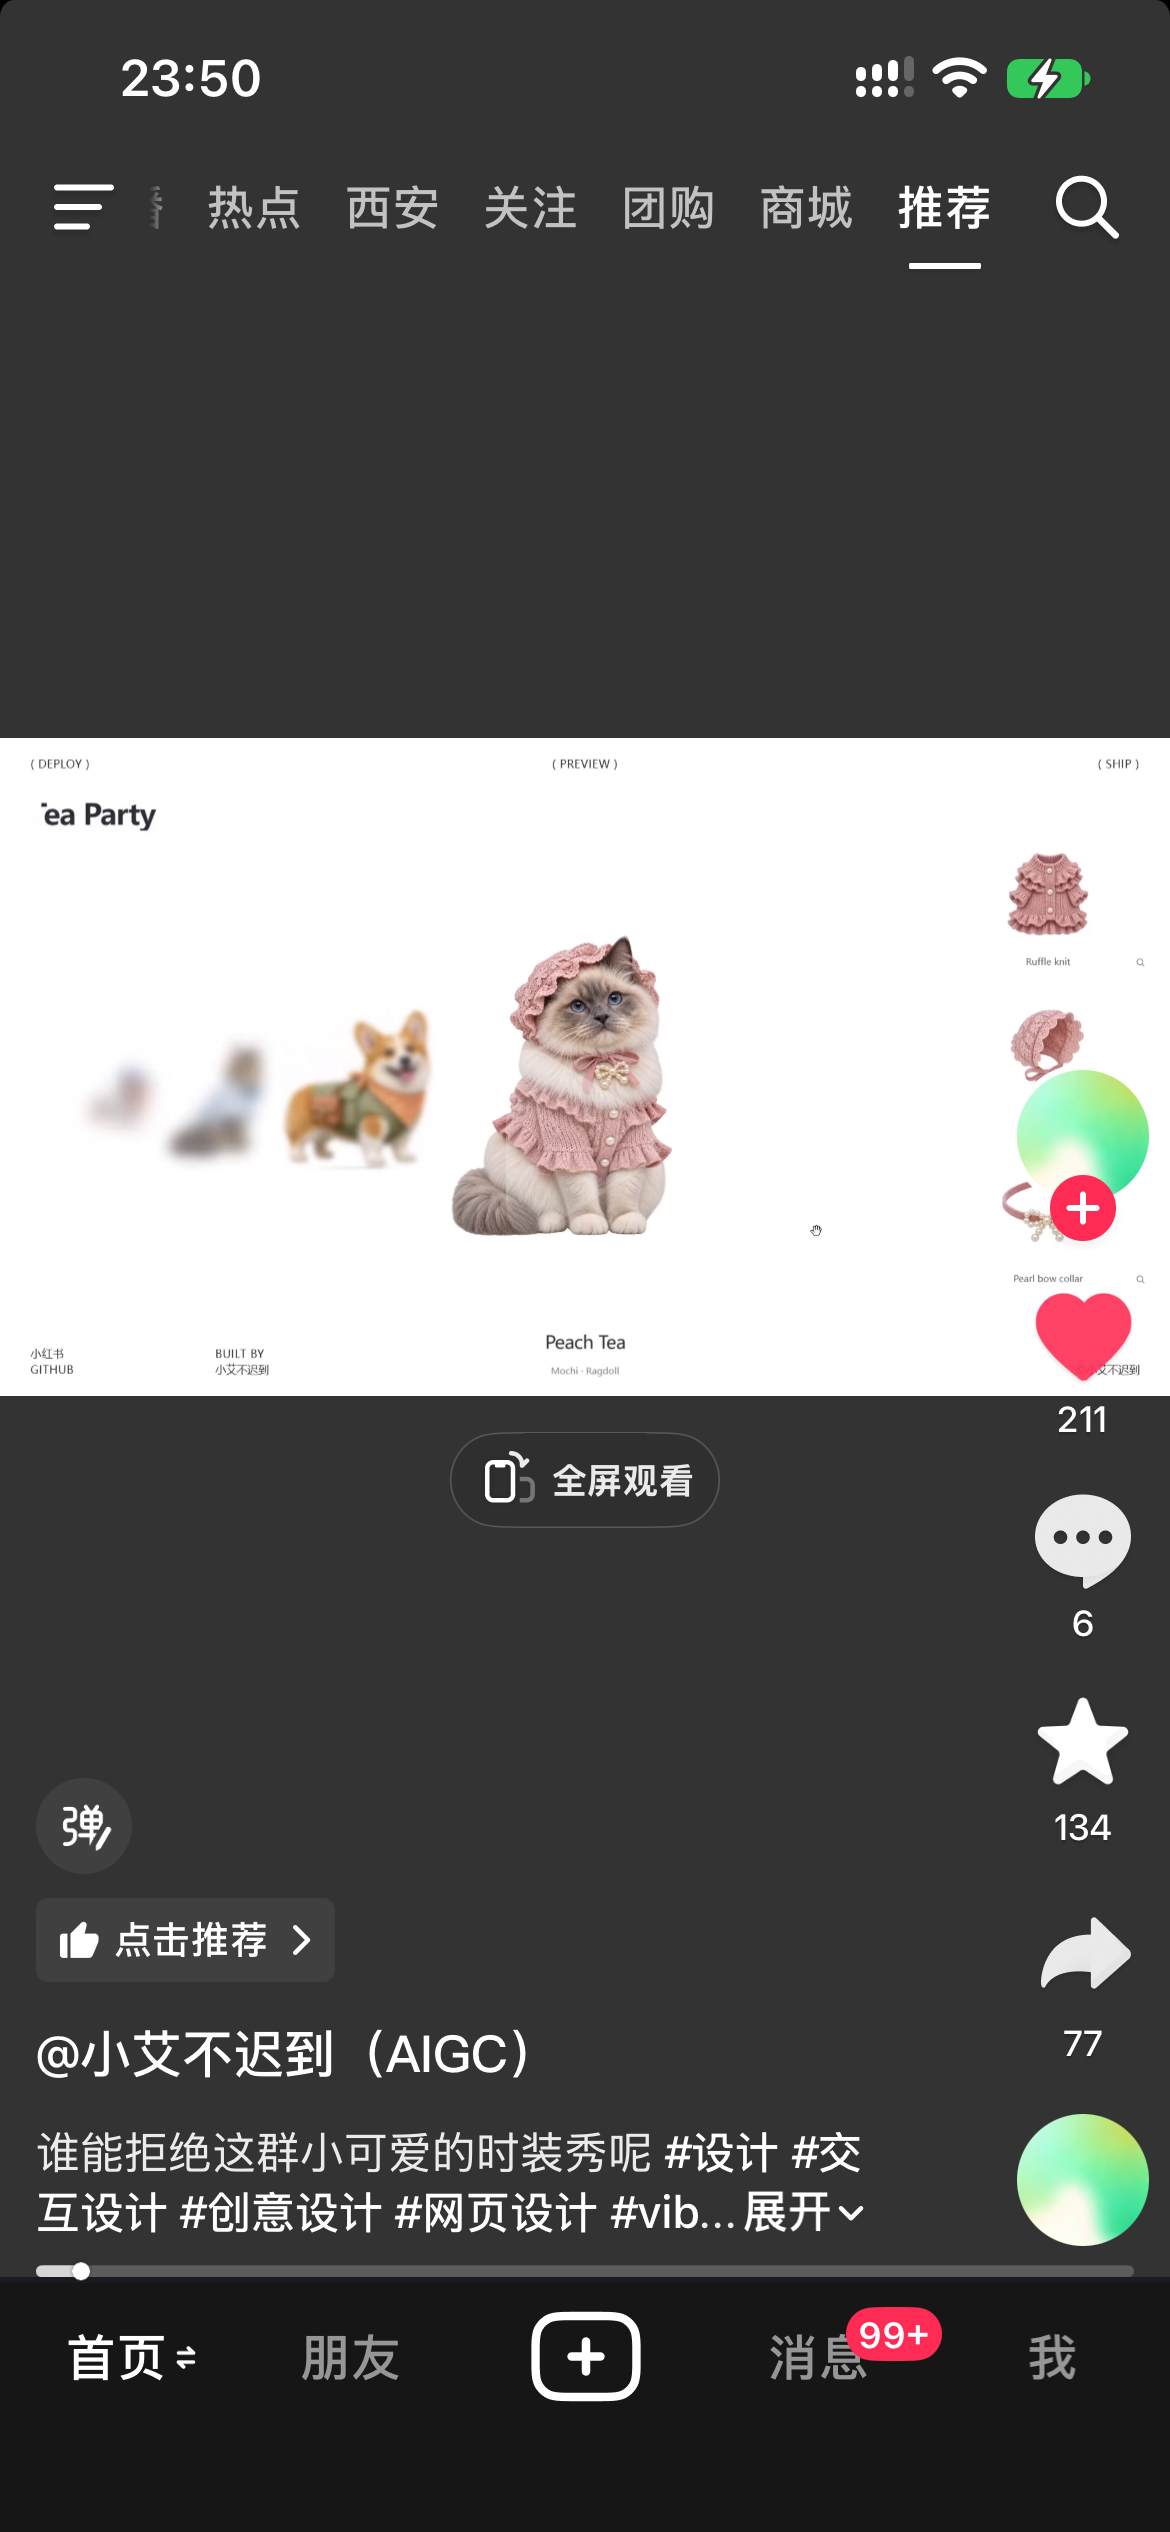 23:50
热点 西安 关注 团购 商城 推荐
( DEPLOY ) ( PREVIEW ) ( SHIP )
ea Party
Ruffle knit
Pearl bow collar
Peach Tea
Mochi · Ragdoll
小红书
GITHUB
BUILT BY
小艾不迟到
艾不迟到
211
全屏观看
6
134
弹
点击推荐
77
@小艾不迟到（AIGC）
谁能拒绝这群小可爱的时装秀呢 #设计 #交
互设计 #创意设计 #网页设计 #vib... 展开
首页 朋友 消息 99+ 我